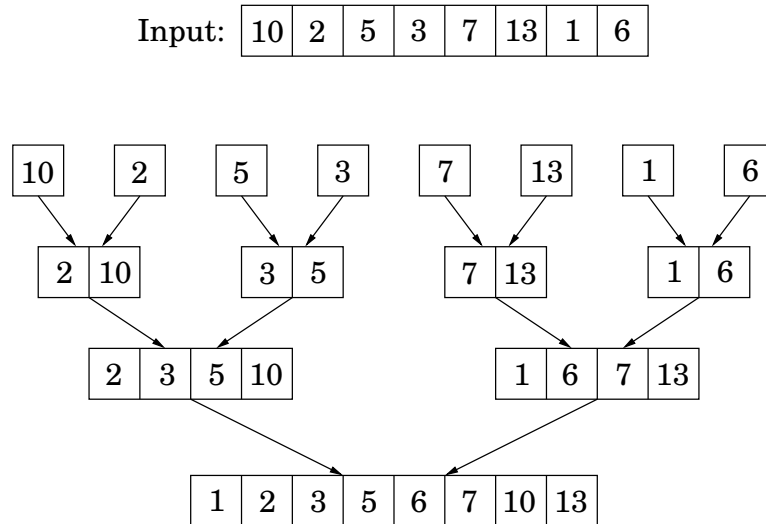 Input: 10 2 5 3 7 13 1 6
10 2 5 3 7 13 1 6
2 10 3 5 7 13 1 6
2 3 5 10 1 6 7 13
1 2 3 5 6 7 10 13